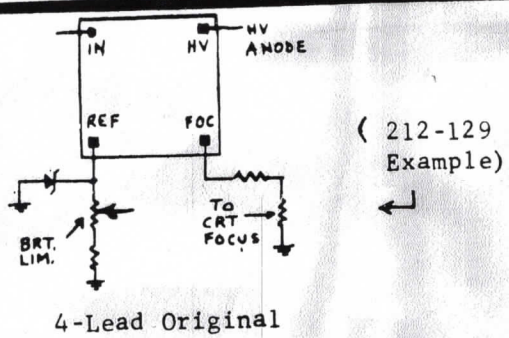 IN
HV
HV
ANODE
REF
FOC
( 212-129
Example)
BRT.
LIM.
TO
CRT
FOCUS
4-Lead Original